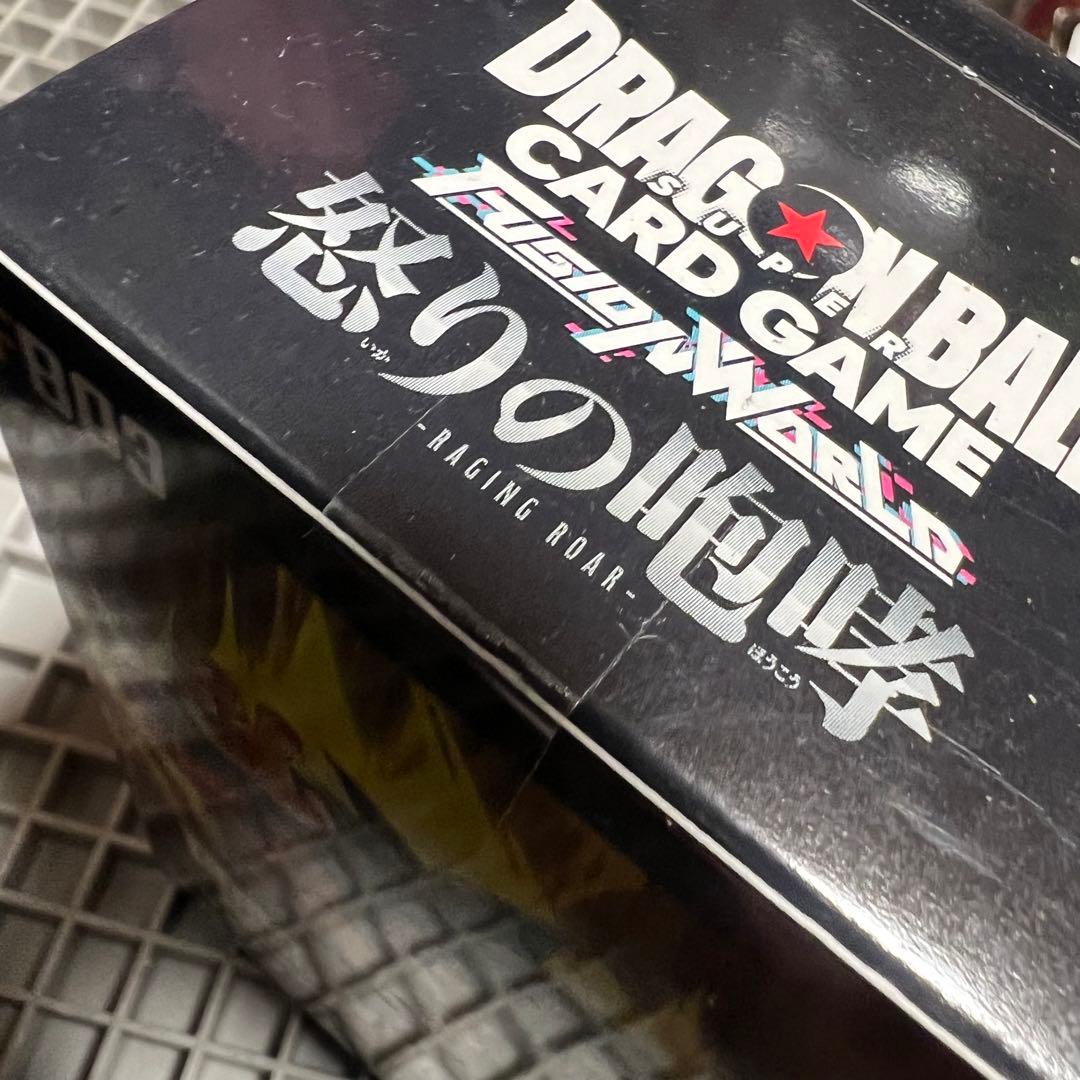 DRAGON BALL
SUPER
CARD GAME
FUSION WORLD
怒りの咆哮
いか
ほうこう
-RAGING ROAR-
B03